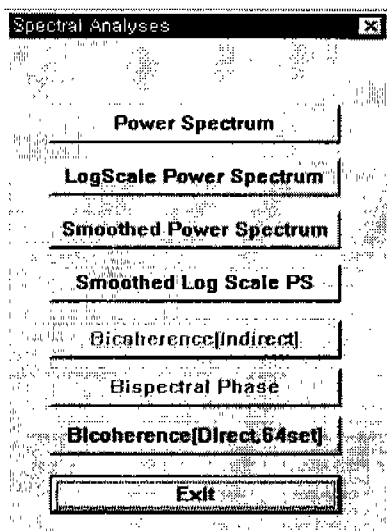 Spectral Analyses
Power Spectrum
LogScale Power Spectrum
Smoothed Power Spectrum
Smoothed Log Scale PS
Bicoherence(Indirect)
Bispectral Phase
Bicoherence(Direct,64set)
Exit